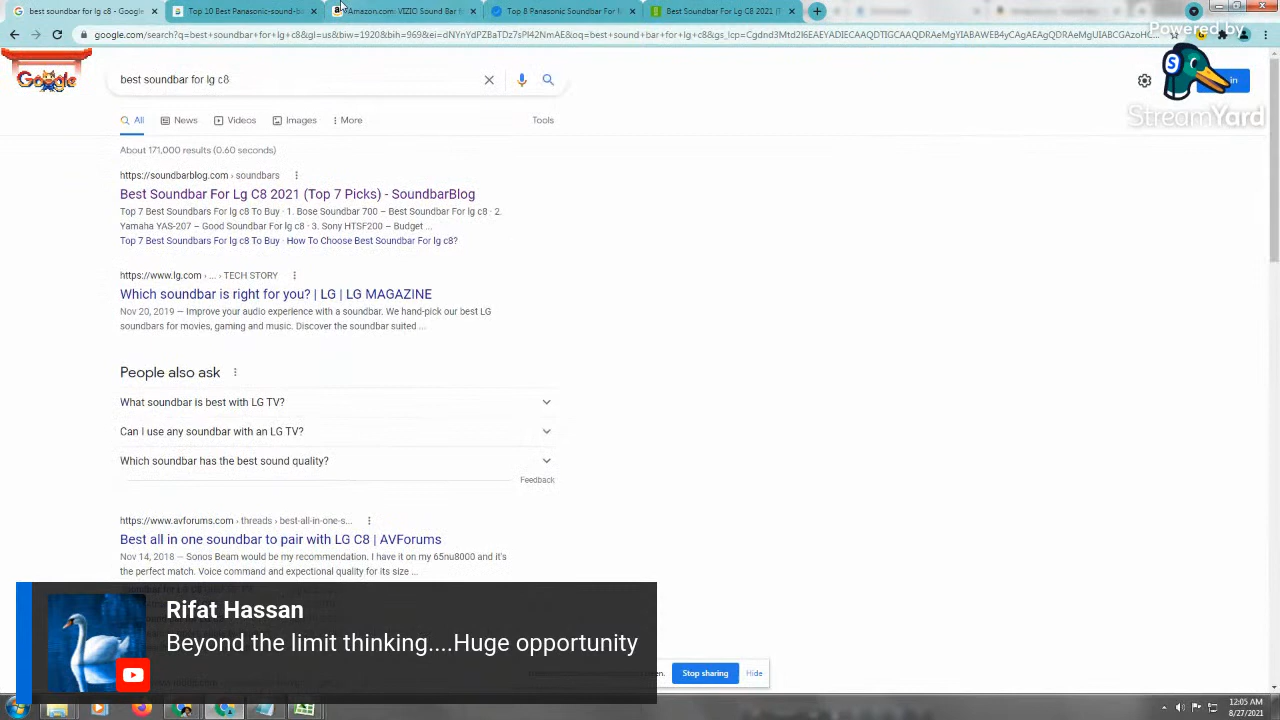 best soundbar for lg c8 - Goog
Top 10 Best Panasonic Soundba
Amazon.com: VIZIO Sound Bar f
Top 8 Panasonic Soundbars for t
Best Soundbar For Lg C8 2021 (T
Powered by
Google
best soundbar for lg c8
in
StreamYard
All
News
Videos
Images
More
Tools
About 171,000 results (0.60 seconds)
https://soundbarblog.com › soundbars
Best Soundbar For Lg C8 2021 (Top 7 Picks) - SoundbarBlog
Top 7 Best Soundbars For lg c8 To Buy · 1. Bose Soundbar 700 – Best Soundbar For lg c8 · 2.
Yamaha YAS-207 – Good Soundbar For lg c8 · 3. Sony HTSF200 – Budget ...
Top 7 Best Soundbars For lg c8 To Buy · How To Choose Best Soundbar For lg c8?
https://www.lg.com › ... › TECH STORY
Which soundbar is right for you? | LG | LG MAGAZINE
Nov 20, 2019 — Improve your audio experience with a soundbar. We hand-pick our best LG
soundbars for movies, gaming and music. Discover the soundbar suited ...
People also ask
What soundbar is best with LG TV?
Can I use any soundbar with an LG TV?
Which soundbar has the best sound quality?
Feedback
https://www.avforums.com › threads › best-all-in-one-s...
Best all in one soundbar to pair with LG C8 | AVForums
Nov 14, 2018 — Sonos Beam would be my recommendation. I have it on my 65nu8000 and it's
the perfect match. Voice command and expectional quality for its size ...
Rifat Hassan
Beyond the limit thinking....Huge opportunity
Stop sharing
Hide
12:05 AM
8/27/2021